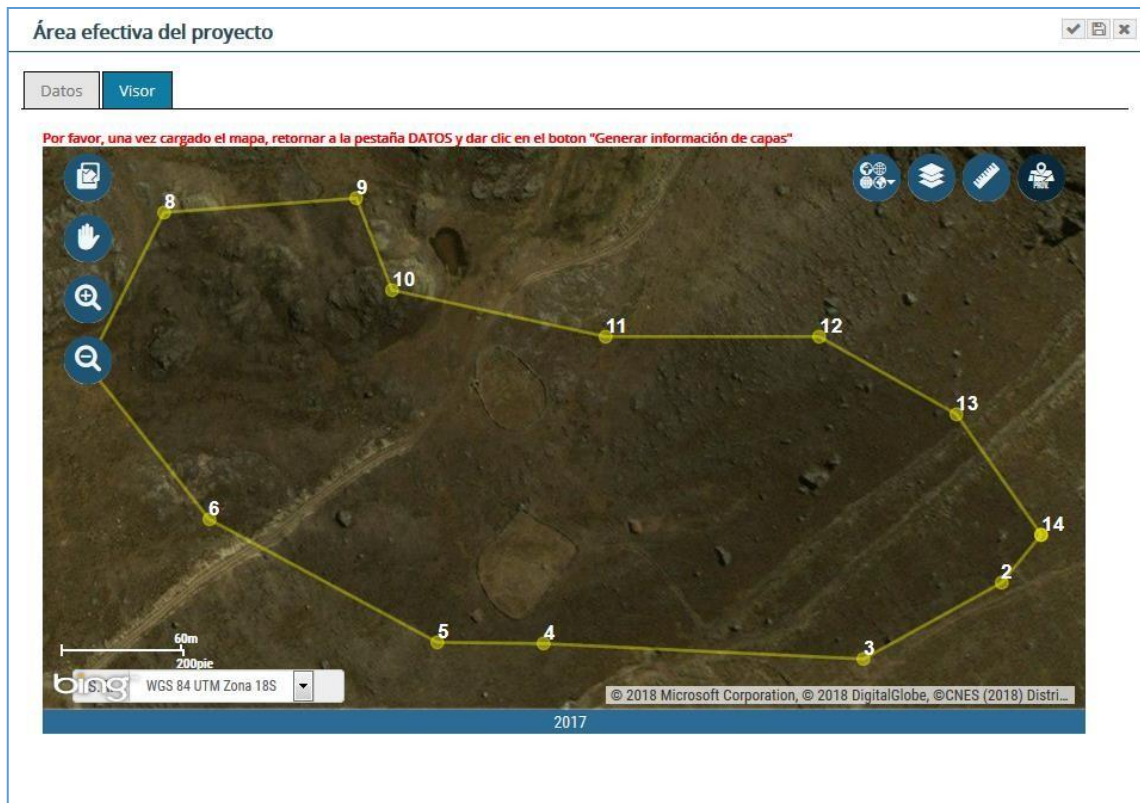 Área efectiva del proyecto
Datos
Visor
Por favor, una vez cargado el mapa, retornar a la pestaña DATOS y dar clic en el boton "Generar información de capas"
8
9
PROV.
10
11
12
13
6
14
2
5
4
3
60m
200pie
bing
WGS 84 UTM Zona 18S
© 2018 Microsoft Corporation, © 2018 DigitalGlobe, ©CNES (2018) Distri...
2017